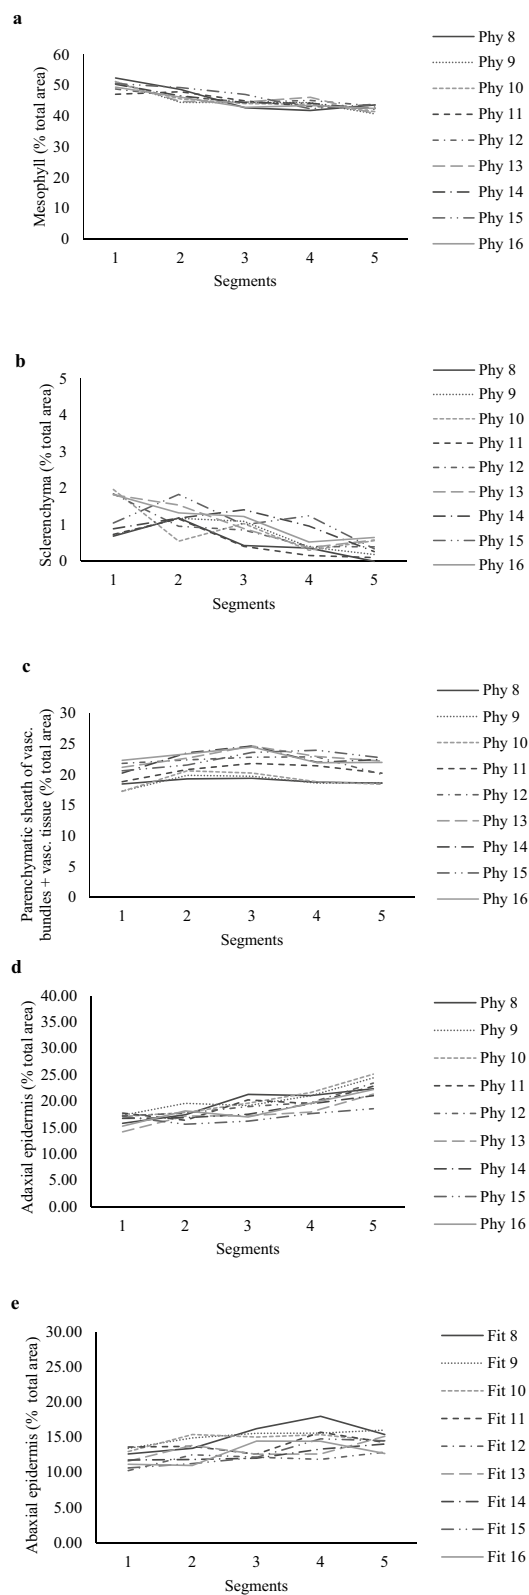 a
Mesophyll (% total area)
60
50
40
30
20
10
0
1 2 3 4 5
Segments
Phy 8
Phy 9
Phy 10
Phy 11
Phy 12
Phy 13
Phy 14
Phy 15
Phy 16
b
Sclerenchyma (% total area)
5
4
3
2
1
0
1 2 3 4 5
Segments
Phy 8
Phy 9
Phy 10
Phy 11
Phy 12
Phy 13
Phy 14
Phy 15
Phy 16
c
Parenchymatic sheath of vasc.
bundles + vasc. tissue (% total area)
30
25
20
15
10
5
0
1 2 3 4 5
Segments
Phy 8
Phy 9
Phy 10
Phy 11
Phy 12
Phy 13
Phy 14
Phy 15
Phy 16
d
Adaxial epidermis (% total area)
40.00
35.00
30.00
25.00
20.00
15.00
10.00
5.00
0.00
1 2 3 4 5
Segments
Phy 8
Phy 9
Phy 10
Phy 11
Phy 12
Phy 13
Phy 14
Phy 15
Phy 16
e
Abaxial epidermis (% total area)
30.00
25.00
20.00
15.00
10.00
5.00
0.00
1 2 3 4 5
Segments
Fit 8
Fit 9
Fit 10
Fit 11
Fit 12
Fit 13
Fit 14
Fit 15
Fit 16